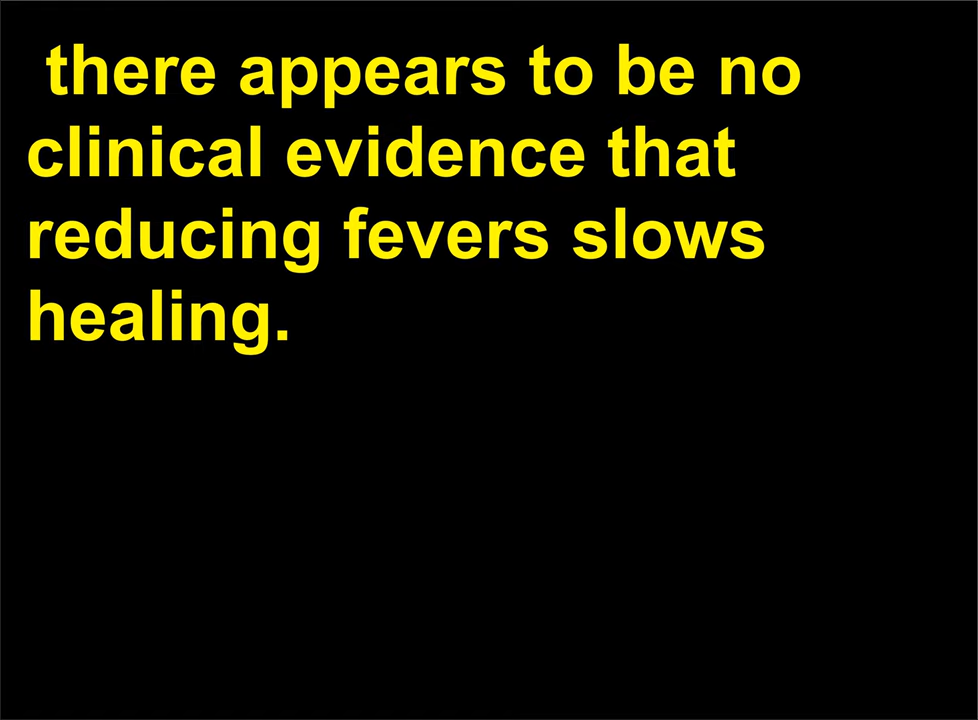 there appears to be no
clinical evidence that
reducing fevers slows
healing.